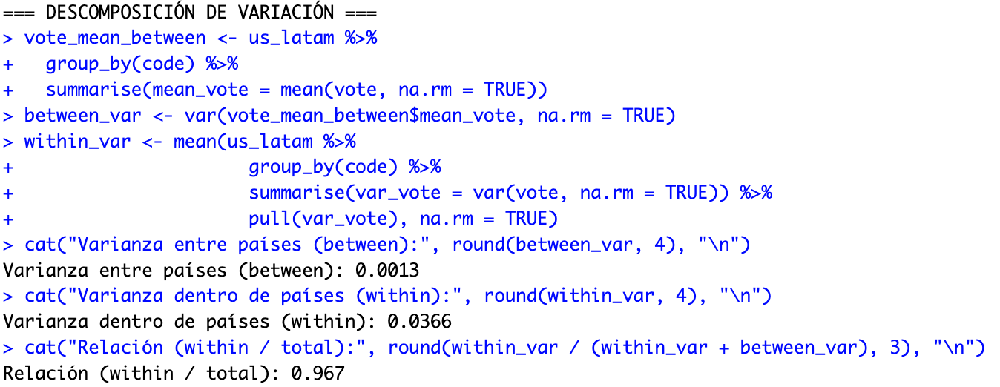 === DESCOMPOSICIÓN DE VARIACIÓN ===
> vote_mean_between <- us_latam %>%
+   group_by(code) %>%
+   summarise(mean_vote = mean(vote, na.rm = TRUE))
> between_var <- var(vote_mean_between$mean_vote, na.rm = TRUE)
> within_var <- mean(us_latam %>%
+                      group_by(code) %>%
+                      summarise(var_vote = var(vote, na.rm = TRUE)) %>%
+                      pull(var_vote), na.rm = TRUE)
> cat("Varianza entre países (between):", round(between_var, 4), "\n")
Varianza entre países (between): 0.0013
> cat("Varianza dentro de países (within):", round(within_var, 4), "\n")
Varianza dentro de países (within): 0.0366
> cat("Relación (within / total):", round(within_var / (within_var + between_var), 3), "\n")
Relación (within / total): 0.967